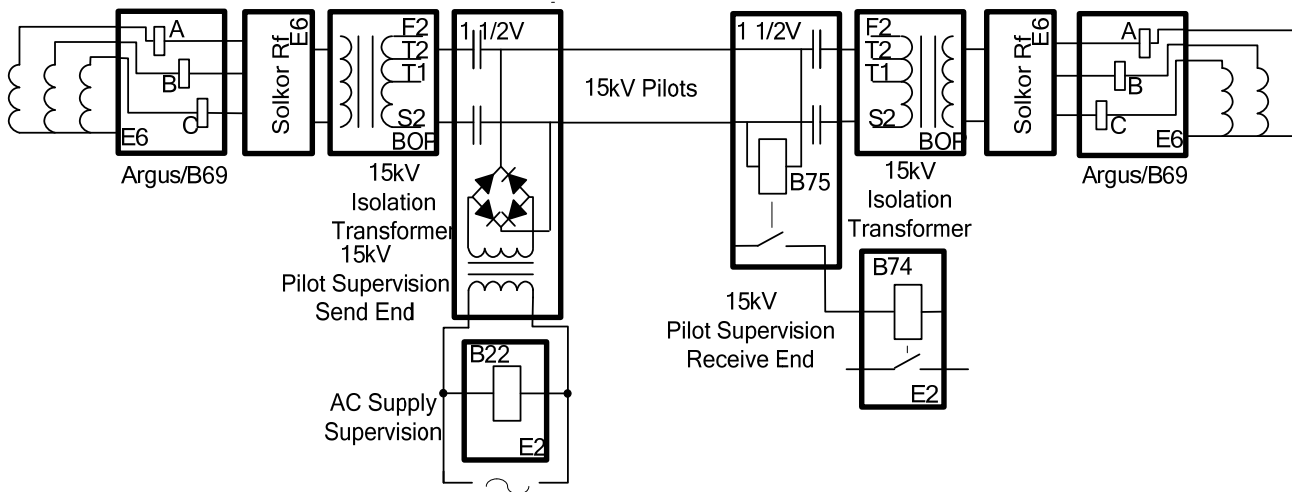 A
B
C
E6
Argus/B69
Solkor Rf
E6
F2
T2
T1
S2
BOF
15kV
Isolation
Transformer
1 1/2V
15kV
Pilot Supervision
Send End
B22
E2
AC Supply
Supervision
15kV Pilots
1 1/2V
B75
15kV
Pilot Supervision
Receive End
F2
T2
T1
S2
BOF
15kV
Isolation
Transformer
B74
E2
Solkor Rf
E6
A
B
C
E6
Argus/B69